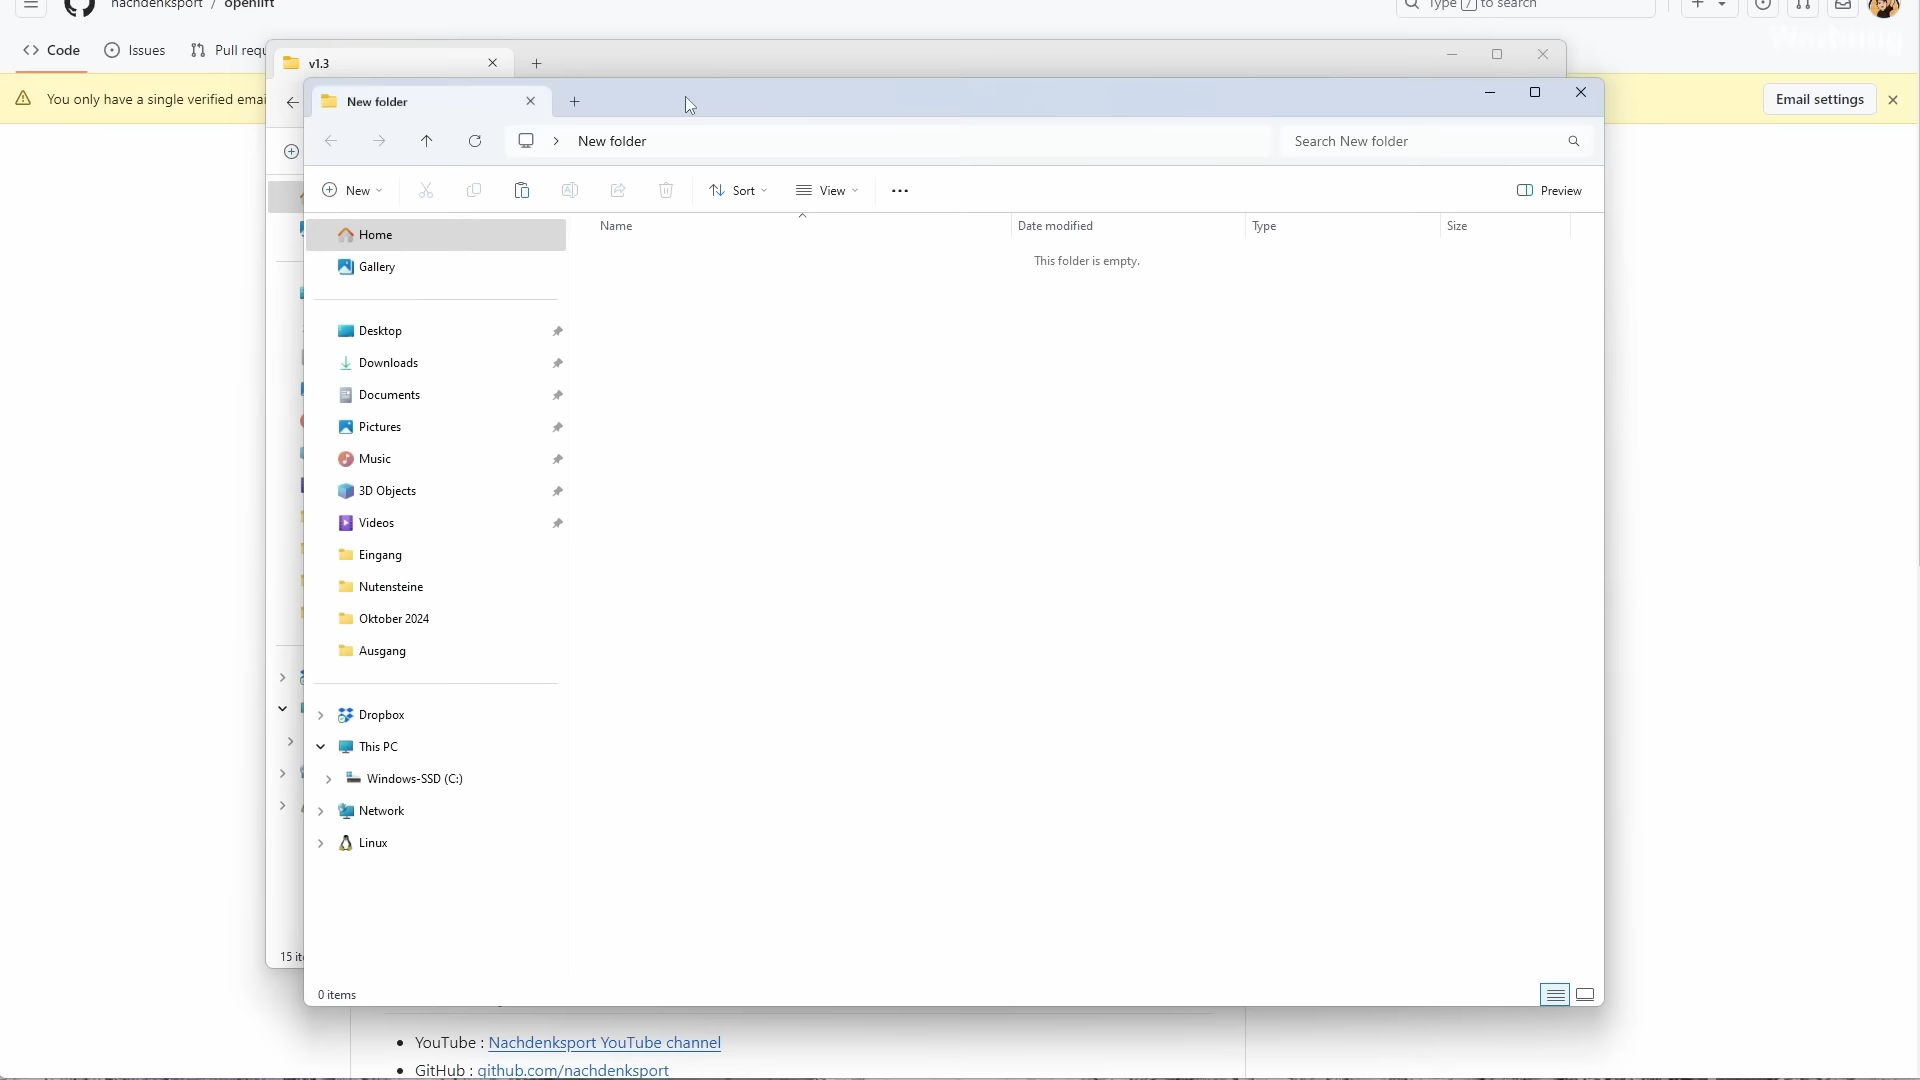 nachdenksport / openlift
Type / to search
Code
Issues
Pull requ
Werbung
v1.3
You only have a single verified emai
Email settings
New folder
New folder
Search New folder
New
Sort
View
Preview
Home
Gallery
Name
Date modified
Type
Size
This folder is empty.
Desktop
Downloads
Documents
Pictures
Music
3D Objects
Videos
Eingang
Nutensteine
Oktober 2024
Ausgang
Dropbox
This PC
Windows-SSD (C:)
Network
Linux
15 ite
0 items
YouTube : Nachdenksport YouTube channel
GitHub : github.com/nachdenksport